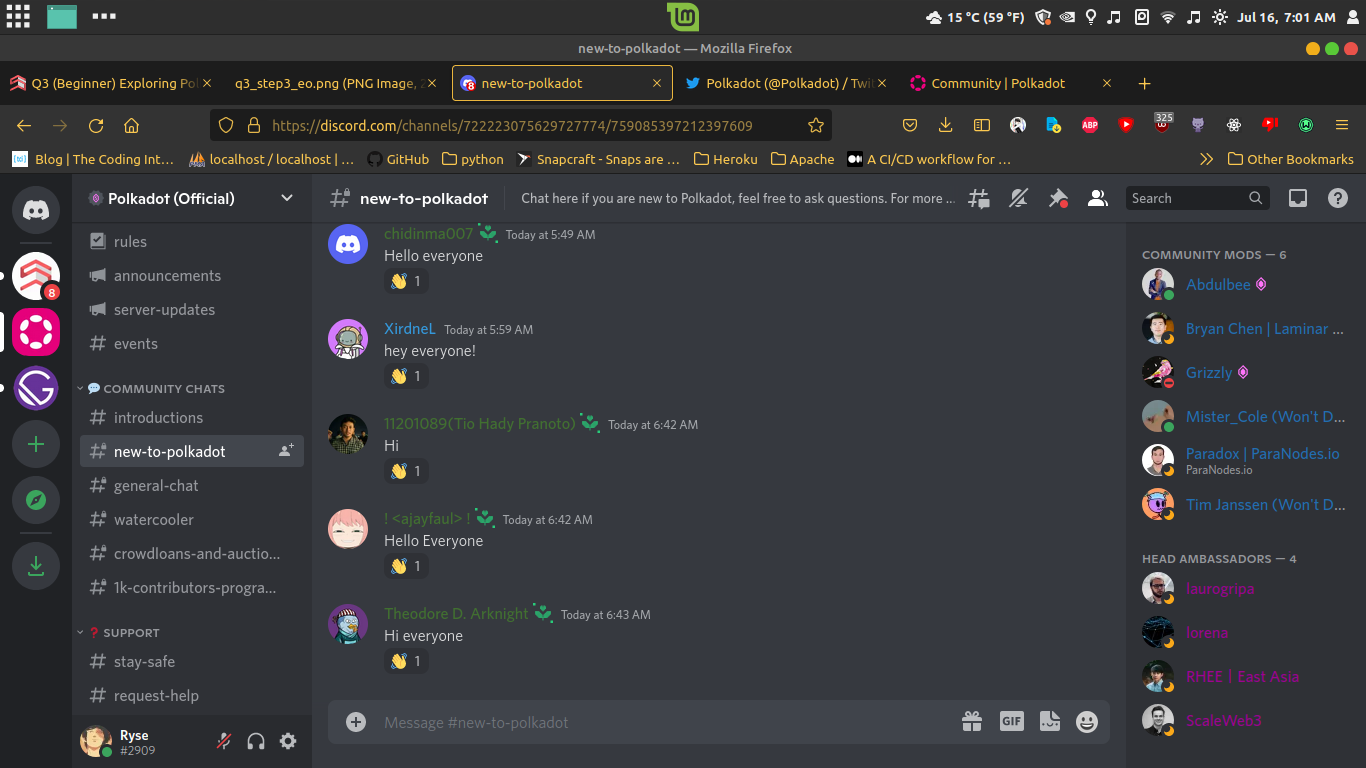 15 °C (59 °F)
Jul 16, 7:01 AM
new-to-polkadot — Mozilla Firefox
Q3 (Beginner) Exploring Pol
q3_step3_eo.png (PNG Image, 2
8
new-to-polkadot
Polkadot (@Polkadot) / Twit
Community | Polkadot
https://discord.com/channels/722223075629727774/759085397212397609
ABP
325
Blog | The Coding Int…
localhost / localhost | …
GitHub
python
Snapcraft - Snaps are …
Heroku
Apache
A CI/CD workflow for …
Other Bookmarks
Polkadot (Official)
new-to-polkadot
Chat here if you are new to Polkadot, feel free to ask questions. For more ...
Search
8
rules
announcements
server-updates
events
COMMUNITY CHATS
introductions
new-to-polkadot
general-chat
watercooler
crowdloans-and-auctio...
1k-contributors-progra...
SUPPORT
stay-safe
request-help
Ryse
#2909
chidinma007 Today at 5:49 AM
Hello everyone
1
XirdneL Today at 5:59 AM
hey everyone!
1
11201089(Tio Hady Pranoto) Today at 6:42 AM
Hi
1
! <ajayfaul> ! Today at 6:42 AM
Hello Everyone
1
Theodore D. Arknight Today at 6:43 AM
Hi everyone
1
Message #new-to-polkadot
GIF
COMMUNITY MODS — 6
Abdulbee
Bryan Chen | Laminar ...
Grizzly
Mister_Cole (Won't D...
Paradox | ParaNodes.io
ParaNodes.io
Tim Janssen (Won't D...
HEAD AMBASSADORS — 4
laurogripa
lorena
RHEE | East Asia
ScaleWeb3